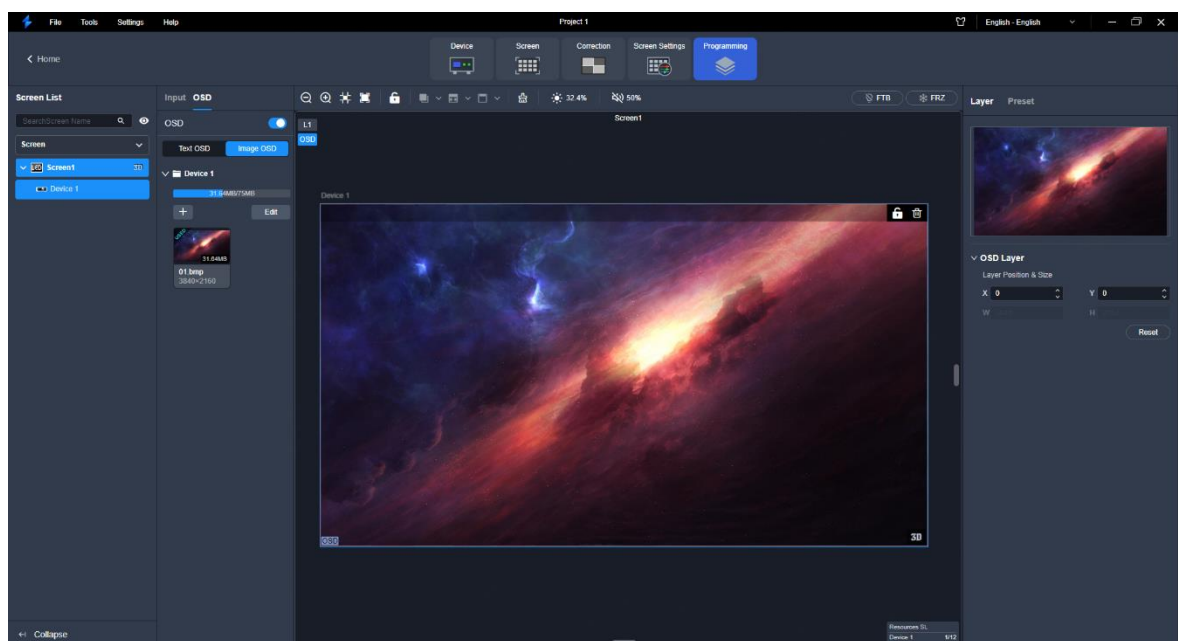 File Tools Settings Help Project 1 English - English
Home Device Screen Correction Screen Settings Programming
Screen List
SearchScreen Name
Screen
Screen1 3D
Device 1
Collapse
Input OSD
OSD
Text OSD Image OSD
Device 1
31.64MB/75MB
+ Edit
USED
31.64MB
01.bmp
3840×2160
32.4% 50% FTB FRZ
L1
OSD
Screen1
Device 1
OSD
3D
Resources SL
Device 1 1/12
Layer Preset
OSD Layer
Layer Position & Size
X 0 Y 0
W H
Reset